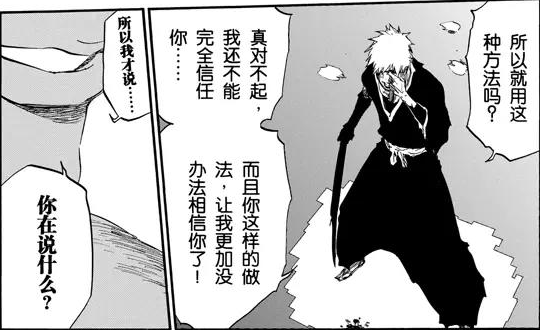 所以就用这
种方法吗？
真对不起，
我还不能
完全信任
你……
而且你这样的做
法，让我更加没
办法相信你了！
所以我才说……
你在说什么？